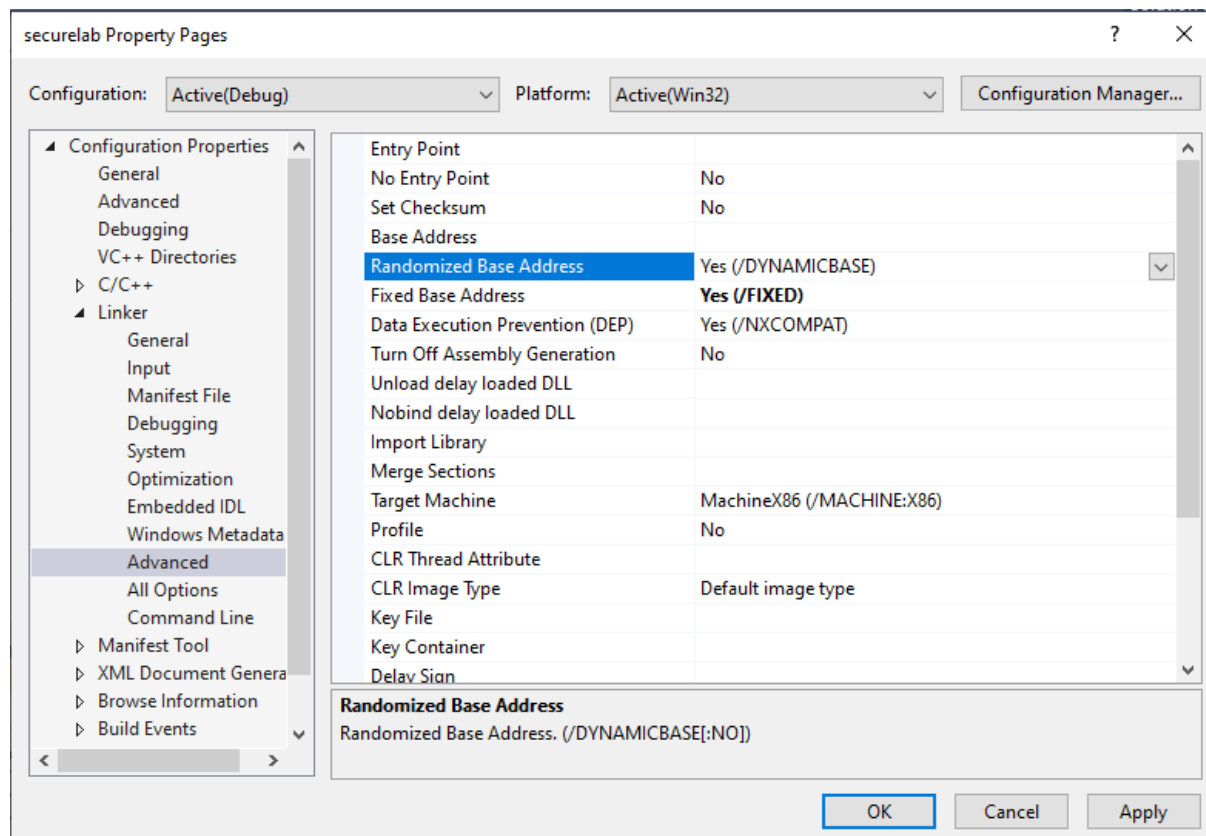 securelab Property Pages
?
Configuration: Active(Debug) Platform: Active(Win32) Configuration Manager...
Configuration Properties
General
Advanced
Debugging
VC++ Directories
C/C++
Linker
General
Input
Manifest File
Debugging
System
Optimization
Embedded IDL
Windows Metadata
Advanced
All Options
Command Line
Manifest Tool
XML Document Genera
Browse Information
Build Events
Entry Point
No Entry Point No
Set Checksum No
Base Address
Randomized Base Address Yes (/DYNAMICBASE)
Fixed Base Address Yes (/FIXED)
Data Execution Prevention (DEP) Yes (/NXCOMPAT)
Turn Off Assembly Generation No
Unload delay loaded DLL
Nobind delay loaded DLL
Import Library
Merge Sections
Target Machine MachineX86 (/MACHINE:X86)
Profile No
CLR Thread Attribute
CLR Image Type Default image type
Key File
Key Container
Delay Sign
Randomized Base Address
Randomized Base Address. (/DYNAMICBASE[:NO])
OK Cancel Apply